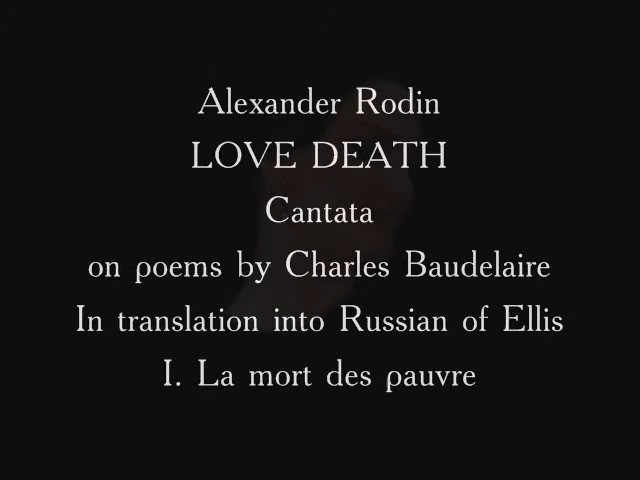 Alexander Rodin
LOVE DEATH
Cantata
on poems by Charles Baudelaire
In translation into Russian of Ellis
I. La mort des pauvre